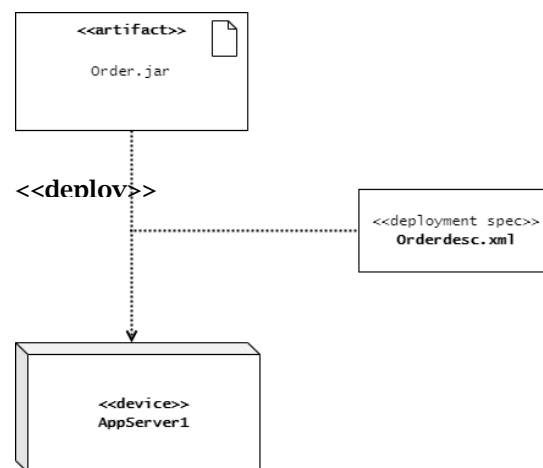 <<artifact>>
Order.jar
<<deploy>>
<<deployment spec>>
Orderdesc.xml
<<device>>
AppServer1